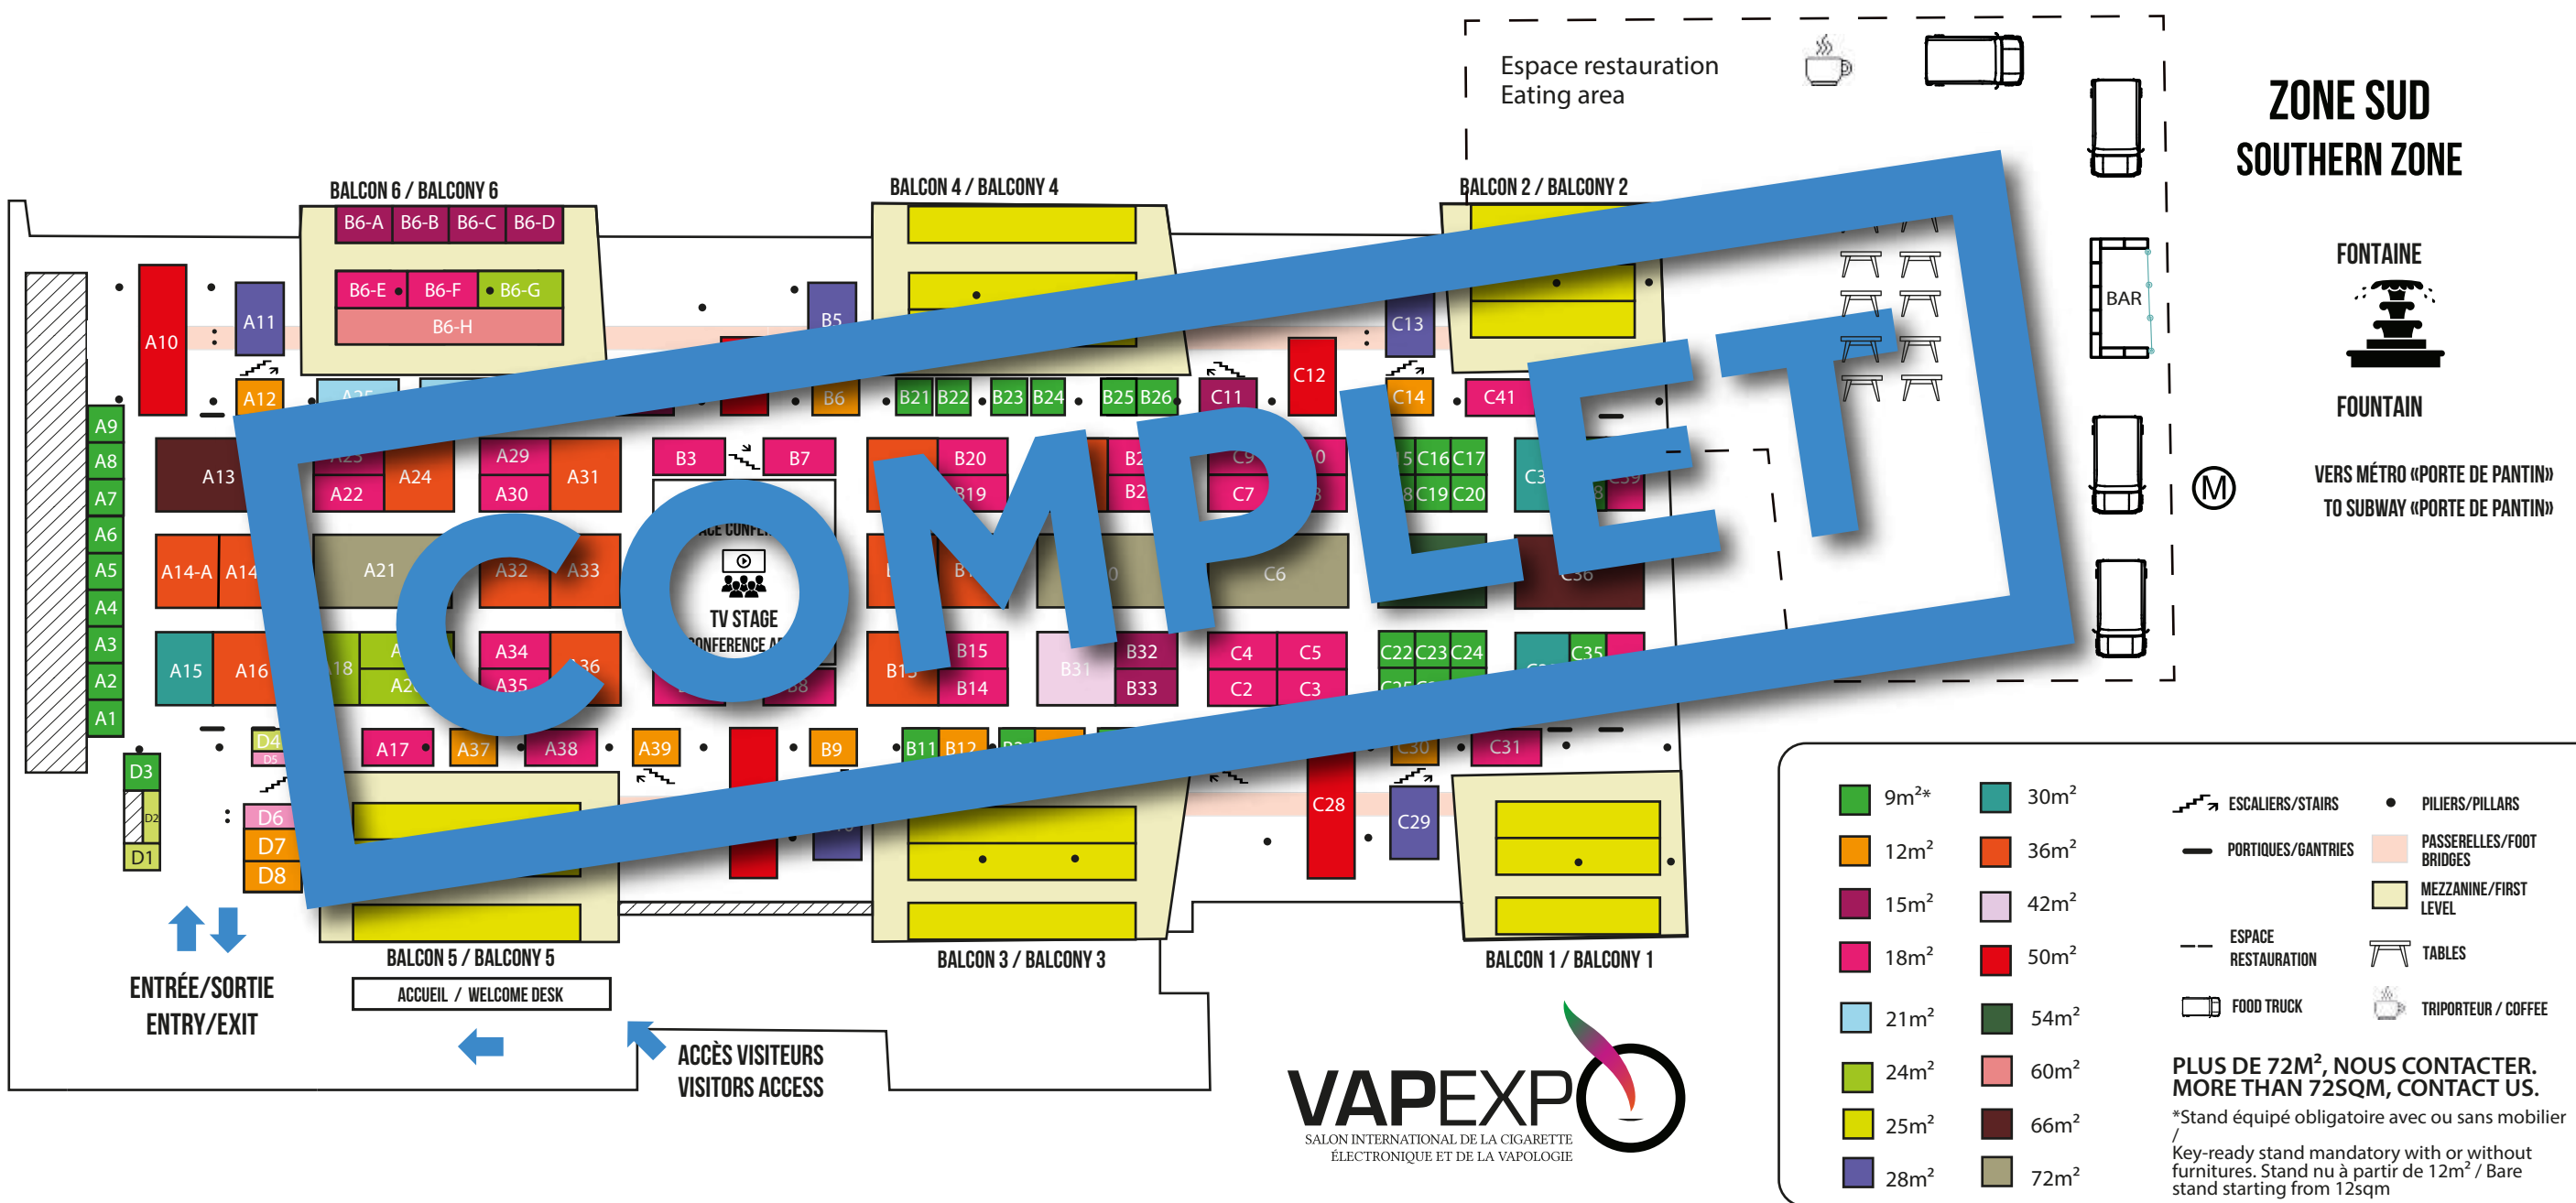 Espace restauration
Eating area
ZONE SUD
SOUTHERN ZONE
BALCON 6 / BALCONY 6
BALCON 4 / BALCONY 4
BALCON 2 / BALCONY 2
B6-A B6-B B6-C B6-D
B6-E B6-F B6-G
B6-H
A10
A11
B5
C13
C12
BAR
FONTAINE
FOUNTAIN
A12
B6
B21 B22 B23 B24 B25 B26
C11
C14
C41
A9
A8
A7
A6
A5
A4
A3
A2
A1
A13
A23
A22
A24
A29
A30
A31
B3
B7
B20
B19
C9
C7
C16 C17
C19 C20
C39
VERS MÉTRO «PORTE DE PANTIN»
TO SUBWAY «PORTE DE PANTIN»
M
COMPLET
A14-A
A21
A32
A33
TV STAGE
C6
C36
A15
A16
A34
A35
B15
B14
B31
B32
B33
C4 C5
C2 C3
C22 C23 C24
C35
D4
D5
A17
A37
A38
A39
B9
B11 B12
C30
C31
D3
D2
D1
D6
D7
D8
C28
C29
ENTRÉE/SORTIE
ENTRY/EXIT
BALCON 5 / BALCONY 5
BALCON 3 / BALCONY 3
BALCON 1 / BALCONY 1
ACCUEIL / WELCOME DESK
ACCÈS VISITEURS
VISITORS ACCESS
VAPEXPO
SALON INTERNATIONAL DE LA CIGARETTE
ÉLECTRONIQUE ET DE LA VAPOLOGIE
9m²*
12m²
15m²
18m²
21m²
24m²
25m²
28m²
30m²
36m²
42m²
50m²
54m²
60m²
66m²
72m²
ESCALIERS/STAIRS
PILIERS/PILLARS
PORTIQUES/GANTRIES
PASSERELLES/FOOT
BRIDGES
MEZZANINE/FIRST
LEVEL
ESPACE
RESTAURATION
TABLES
FOOD TRUCK
TRIPORTEUR / COFFEE
PLUS DE 72M², NOUS CONTACTER.
MORE THAN 72SQM, CONTACT US.
*Stand équipé obligatoire avec ou sans mobilier
/
Key-ready stand mandatory with or without
furnitures. Stand nu à partir de 12m² / Bare
stand starting from 12sqm